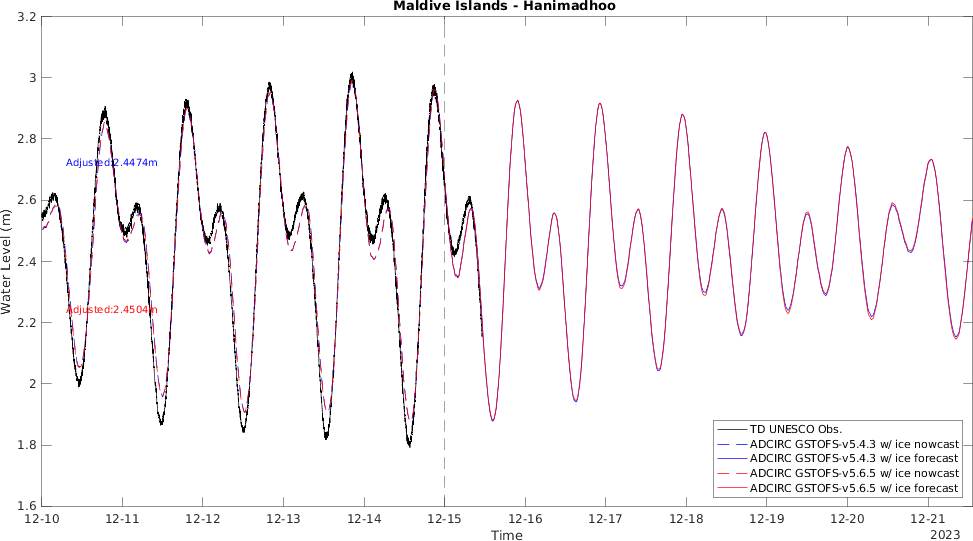 Maldive Islands - Hanimadhoo
3.2
3
2.8
2.6
2.4
2.2
2
1.8
1.6
Water Level (m)
Adjusted:2.4474m
Adjusted:2.4504m
TD UNESCO Obs.
ADCIRC GSTOFS-v5.4.3 w/ ice nowcast
ADCIRC GSTOFS-v5.4.3 w/ ice forecast
ADCIRC GSTOFS-v5.6.5 w/ ice nowcast
ADCIRC GSTOFS-v5.6.5 w/ ice forecast
12-10 12-11 12-12 12-13 12-14 12-15 12-16 12-17 12-18 12-19 12-20 12-21
Time
2023